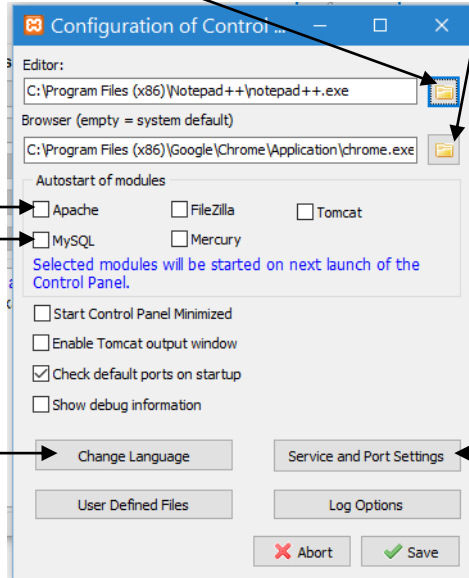 Configuration of Control ...
Editor:
C:\Program Files (x86)\Notepad++\notepad++.exe
Browser (empty = system default)
C:\Program Files (x86)\Google\Chrome\Application\chrome.exe
Autostart of modules
Apache FileZilla Tomcat
MySQL Mercury
Selected modules will be started on next launch of the
Control Panel.
Start Control Panel Minimized
Enable Tomcat output window
Check default ports on startup
Show debug information
Change Language Service and Port Settings
User Defined Files Log Options
Abort Save